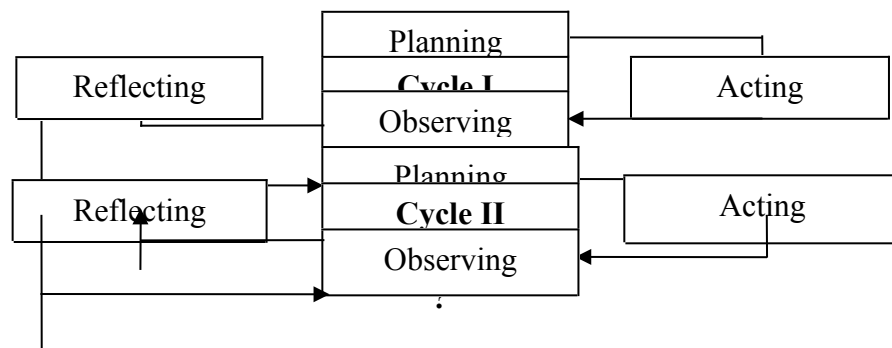 Planning
Reflecting
Cycle I
Acting
Observing
Planning
Reflecting
Cycle II
Acting
Observing
?